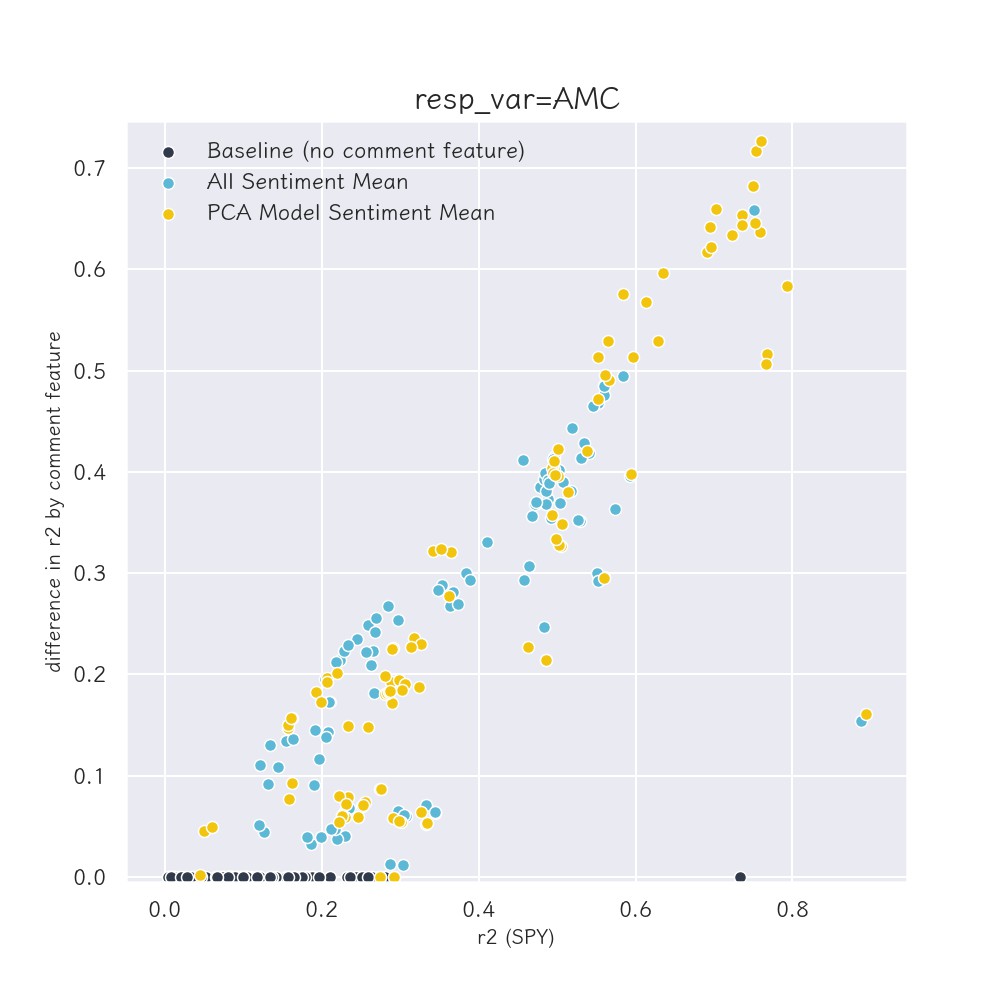 resp_var=AMC
Baseline (no comment feature)
All Sentiment Mean
PCA Model Sentiment Mean
difference in r2 by comment feature
0.7
0.6
0.5
0.4
0.3
0.2
0.1
0.0
0.0 0.2 0.4 0.6 0.8
r2 (SPY)